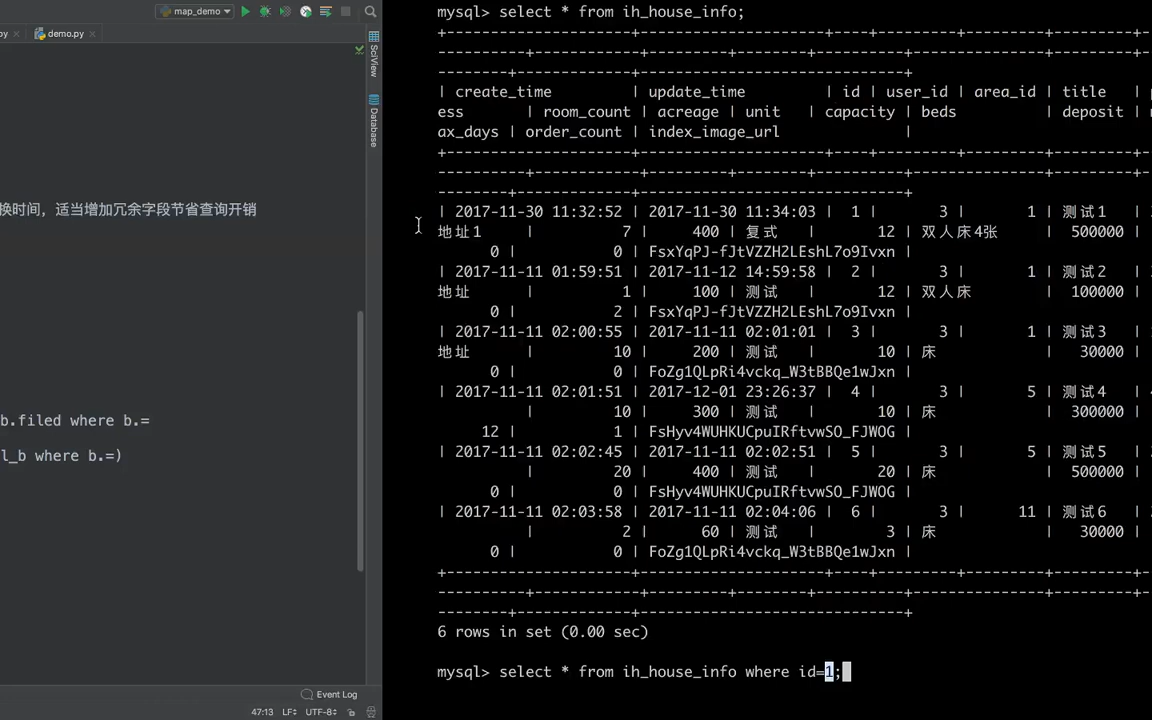 map_demo
py
demo.py
SciView
Database
换时间，适当增加冗余字段节省查询开销
b.filed where b.=
l_b where b.=)
Event Log
47:13 LF÷ UTF-8÷
mysql> select * from ih_house_info;
+-----------------------+-----------------------+----+----------+----------+----------+--
----------+-------------+----------+----------+----------+--------------+----------+--
---------+-------------+-------------------------------+
| create_time | update_time | id | user_id | area_id | title | p
ess | room_count | acreage | unit | capacity | beds | deposit |
ax_days | order_count | index_image_url |
+-----------------------+-----------------------+----+----------+----------+----------+--
----------+-------------+----------+----------+----------+--------------+----------+--
---------+-------------+-------------------------------+
| 2017-11-30 11:32:52 | 2017-11-30 11:34:03 | 1 | 3 | 1 | 测试1 |
地址1 | 7 | 400 | 复式 | 12 | 双人床4张 | 500000 |
0 | 0 | FsxYqPJ-fJtVZZH2LEshL7o9Ivxn |
| 2017-11-11 01:59:51 | 2017-11-12 14:59:58 | 2 | 3 | 1 | 测试2 |
地址 | 1 | 100 | 测试 | 12 | 双人床 | 100000 |
0 | 2 | FsxYqPJ-fJtVZZH2LEshL7o9Ivxn |
| 2017-11-11 02:00:55 | 2017-11-11 02:01:01 | 3 | 3 | 1 | 测试3 |
地址 | 10 | 200 | 测试 | 10 | 床 | 30000 |
0 | 0 | FoZg1QLpRi4vckq_W3tBBQe1wJxn |
| 2017-11-11 02:01:51 | 2017-12-01 23:26:37 | 4 | 3 | 5 | 测试4 |
| 10 | 300 | 测试 | 10 | 床 | 300000 |
12 | 1 | FsHyv4WUHKUCpuIRftvwSO_FJWOG |
| 2017-11-11 02:02:45 | 2017-11-11 02:02:51 | 5 | 3 | 5 | 测试5 |
| 20 | 400 | 测试 | 20 | 床 | 500000 |
0 | 0 | FsHyv4WUHKUCpuIRftvwSO_FJWOG |
| 2017-11-11 02:03:58 | 2017-11-11 02:04:06 | 6 | 3 | 11 | 测试6 |
| 2 | 60 | 测试 | 3 | 床 | 30000 |
0 | 0 | FoZg1QLpRi4vckq_W3tBBQe1wJxn |
+-----------------------+-----------------------+----+----------+----------+----------+--
----------+-------------+----------+----------+----------+--------------+----------+--
---------+-------------+-------------------------------+
6 rows in set (0.00 sec)
mysql> select * from ih_house_info where id=1;